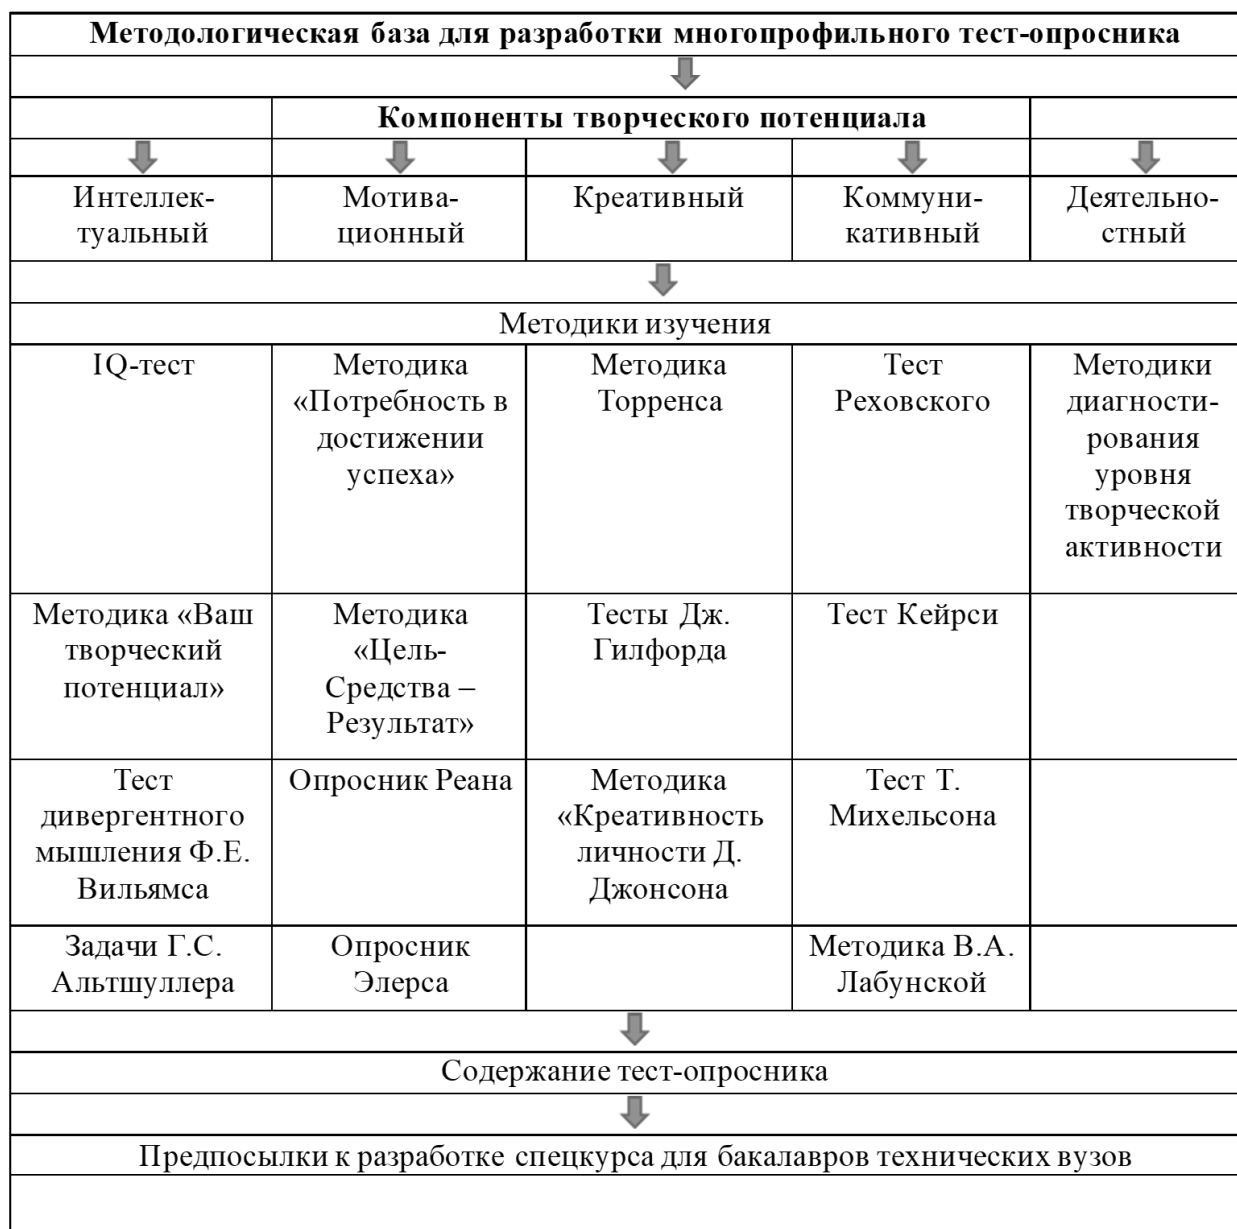 Методологическая база для разработки многопрофильного тест-опросника
Компоненты творческого потенциала
Интеллек-
туальный
Мотива-
ционный
Креативный
Коммуни-
кативный
Деятельно-
стный
Методики изучения
IQ-тест
Методика
«Потребность в
достижении
успеха»
Методика
Торренса
Тест
Реховского
Методики
диагности-
рования
уровня
творческой
активности
Методика «Ваш
творческий
потенциал»
Методика
«Цель-
Средства –
Результат»
Тесты Дж.
Гилфорда
Тест Кейрси
Тест
дивергентного
мышления Ф.Е.
Вильямса
Опросник Реана
Методика
«Креативность
личности Д.
Джонсона
Тест Т.
Михельсона
Задачи Г.С.
Альтшуллера
Опросник
Элерса
Методика В.А.
Лабунской
Содержание тест-опросника
Предпосылки к разработке спецкурса для бакалавров технических вузов